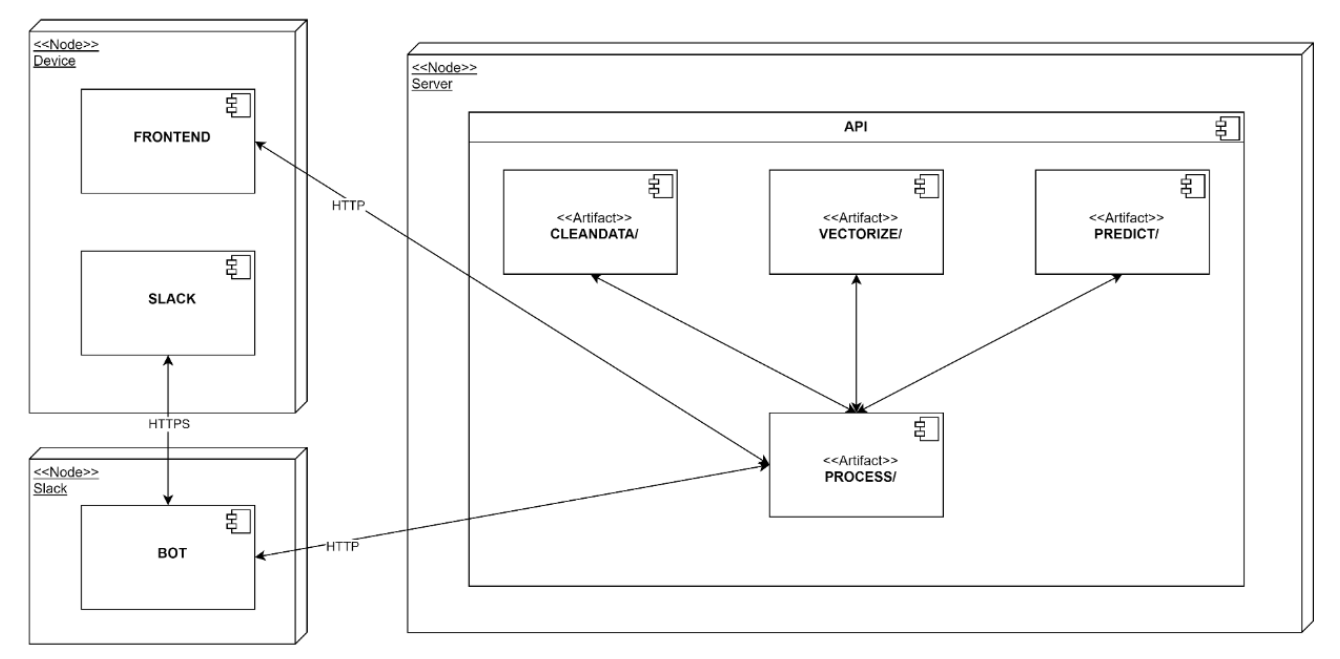 <<Node>>
Device
FRONTEND
SLACK
HTTPS
<<Node>>
Slack
BOT
HTTP
HTTP
<<Node>>
Server
API
<<Artifact>>
CLEANDATA/
<<Artifact>>
VECTORIZE/
<<Artifact>>
PREDICT/
<<Artifact>>
PROCESS/